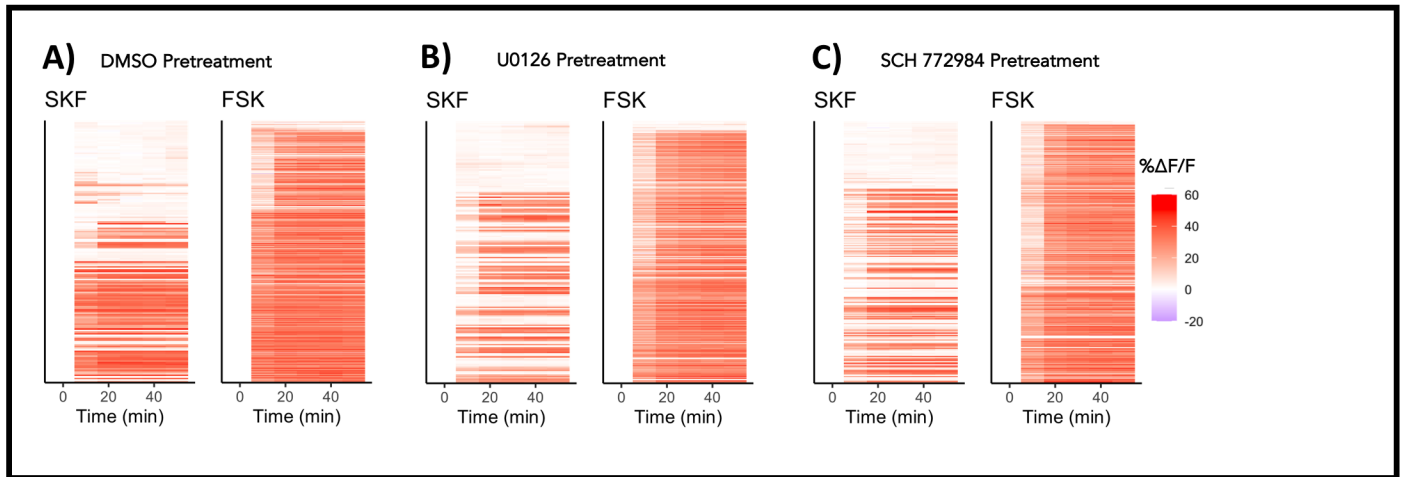 A) DMSO Pretreatment
B) U0126 Pretreatment
C) SCH 772984 Pretreatment
SKF FSK SKF FSK SKF FSK
%ΔF/F
60
40
20
0
-20
0 20 40 0 20 40 0 20 40 0 20 40 0 20 40 0 20 40
Time (min) Time (min) Time (min) Time (min) Time (min) Time (min)